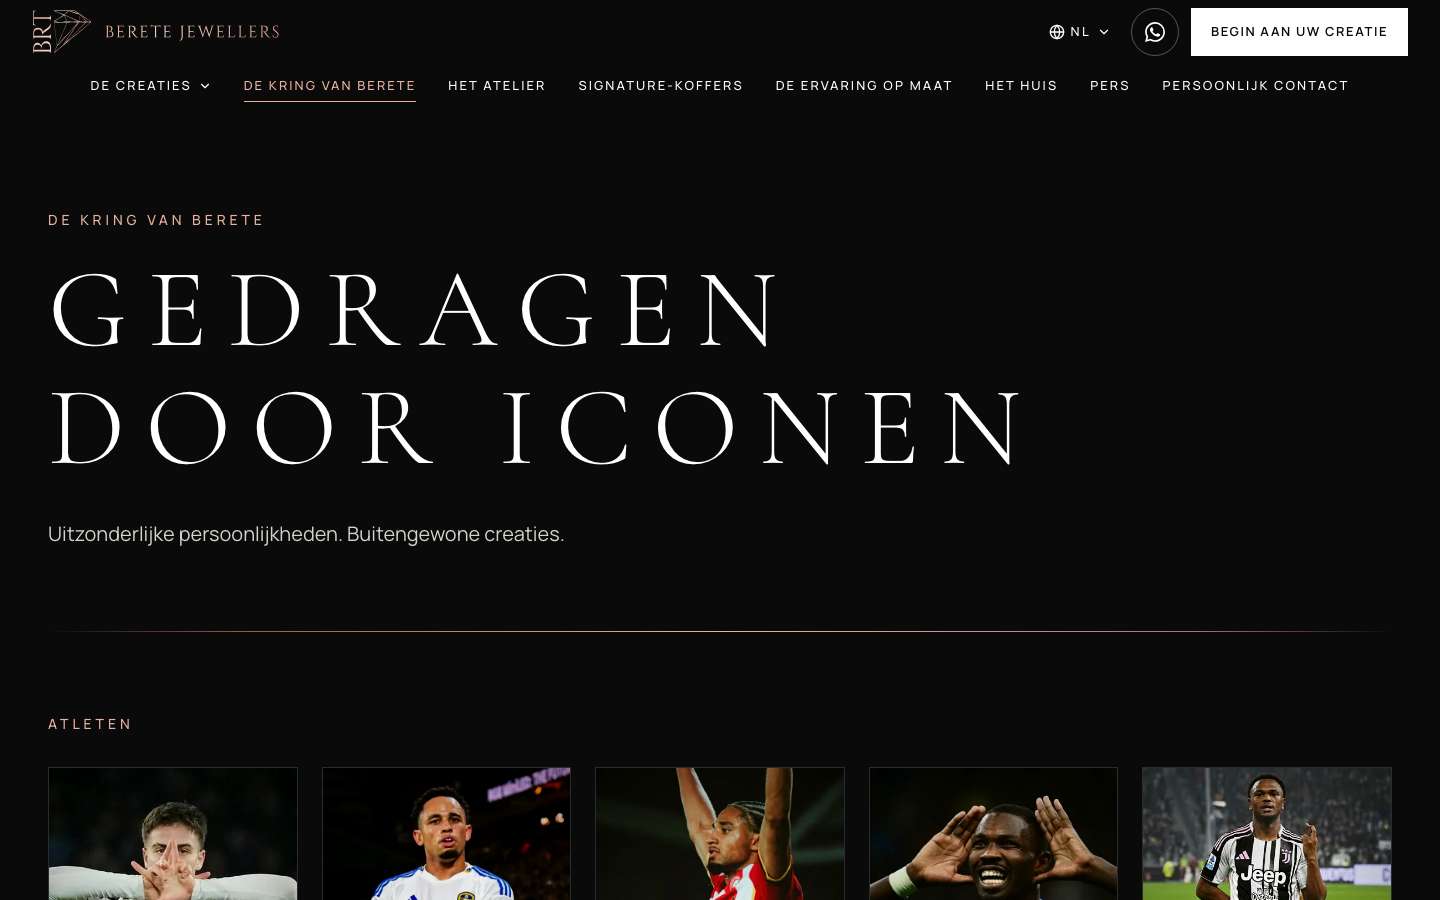 BRT
BERETE JEWELLERS
NL
BEGIN AAN UW CREATIE
DE CREATIES
DE KRING VAN BERETE
HET ATELIER
SIGNATURE-KOFFERS
DE ERVARING OP MAAT
HET HUIS
PERS
PERSOONLIJK CONTACT
DE KRING VAN BERETE
GEDRAGEN
DOOR ICONEN
Uitzonderlijke persoonlijkheden. Buitengewone creaties.
ATLETEN
Jeep